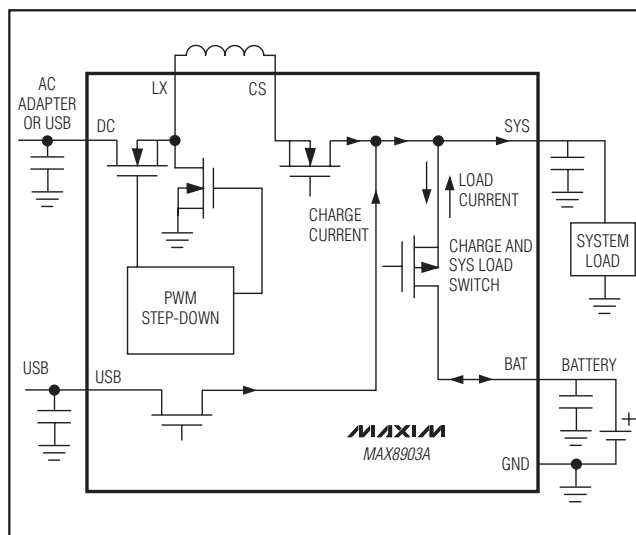 AC
ADAPTER
OR USB
LX
CS
DC
SYS
CHARGE
CURRENT
LOAD
CURRENT
CHARGE AND
SYS LOAD
SWITCH
SYSTEM
LOAD
PWM
STEP-DOWN
USB
USB
BAT
BATTERY
+
MAXIM
MAX8903A
GND